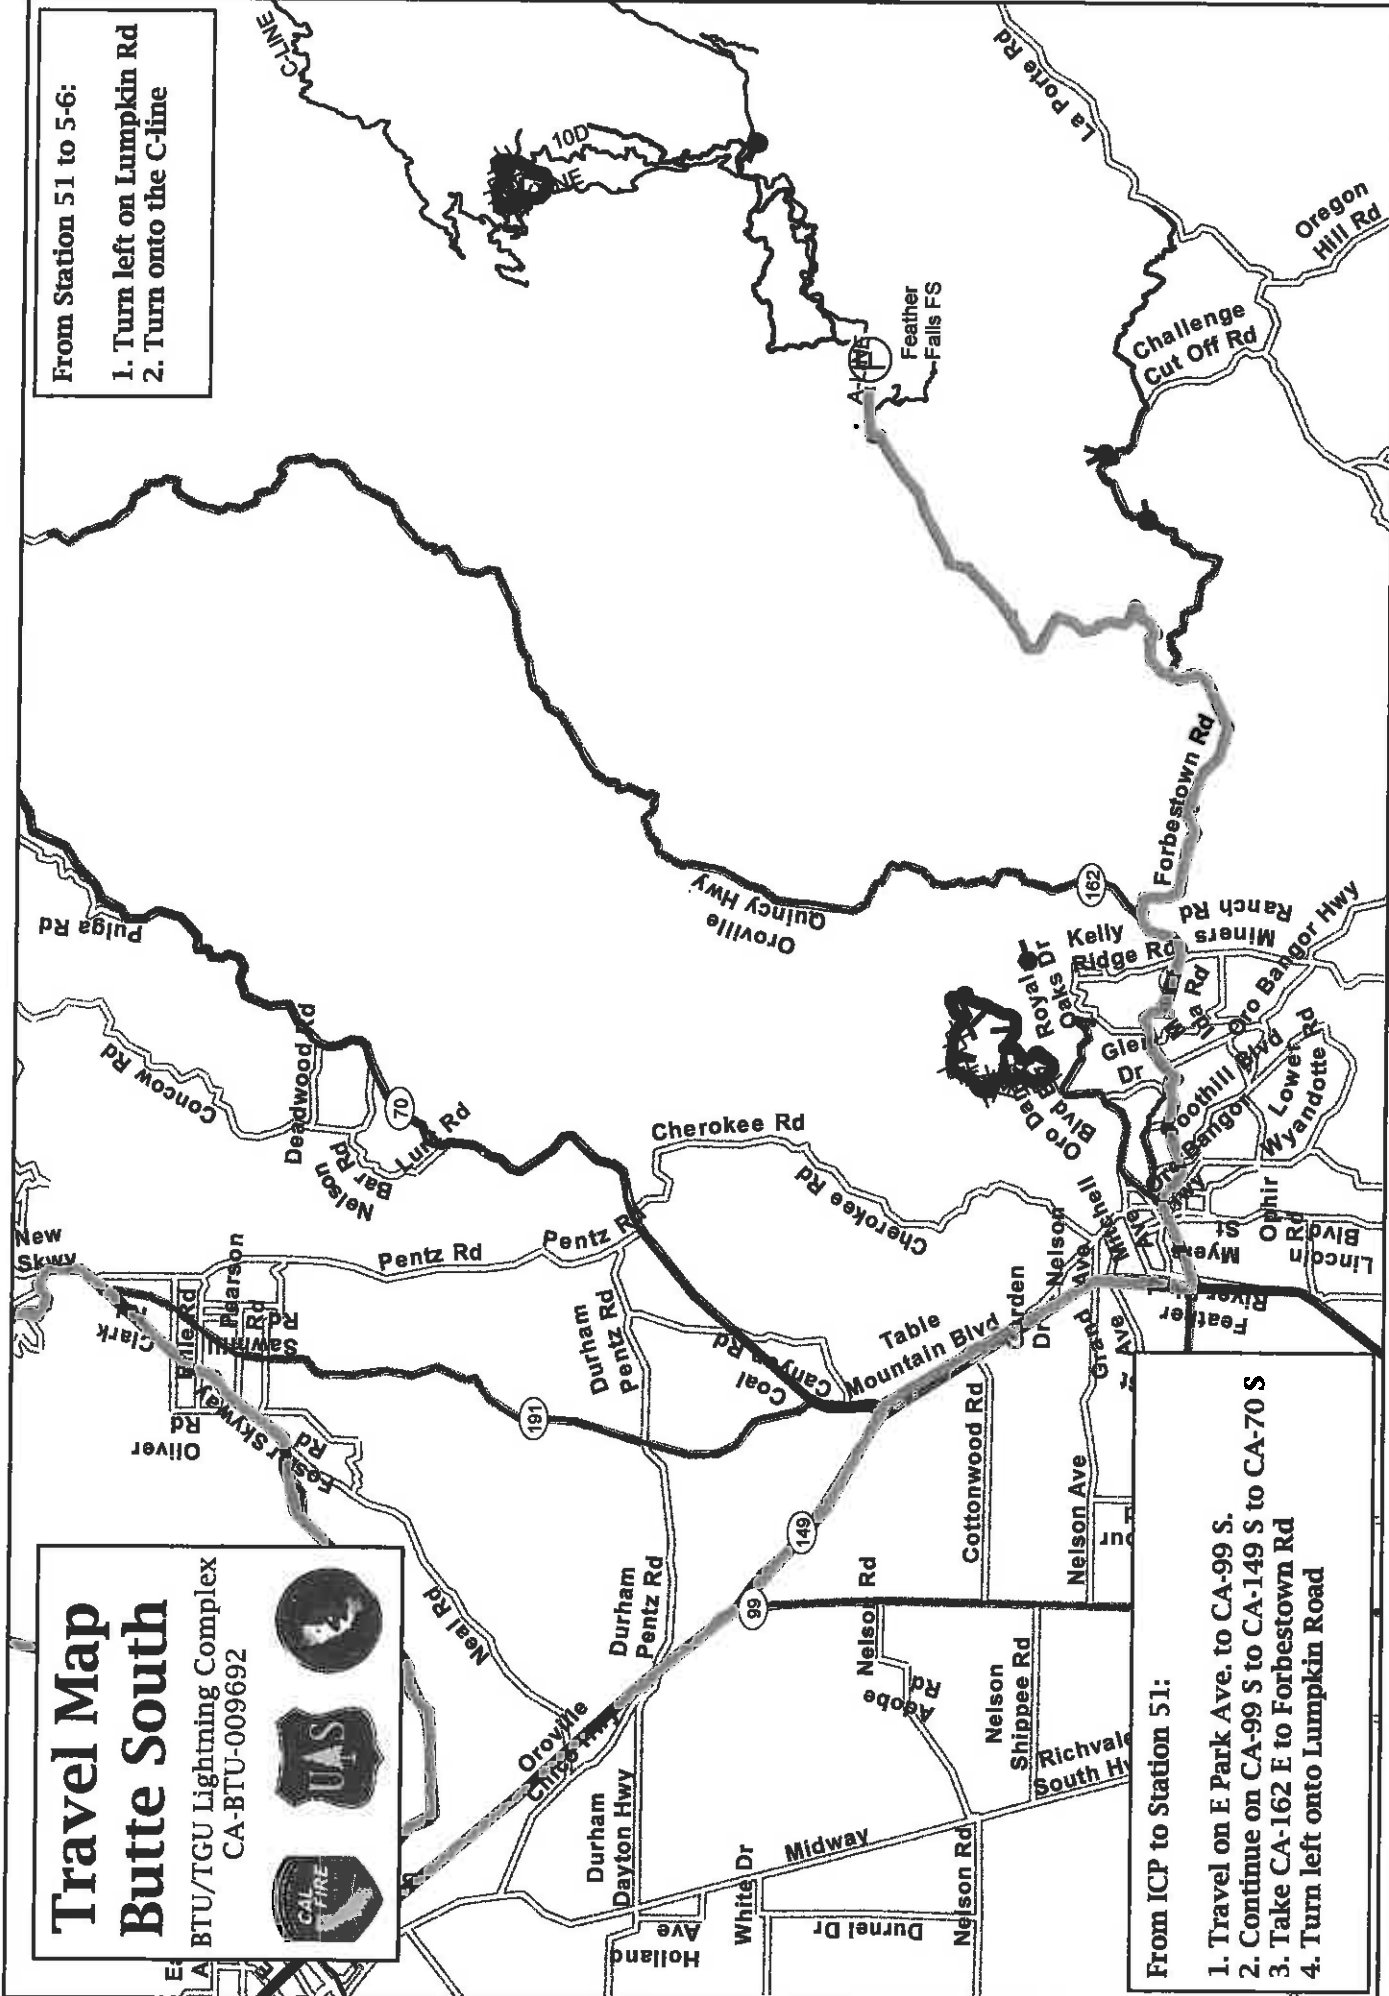 Travel Map
Butte South
BTU/TGU Lightning Complex
CA-BTU-009692
CAL
FIRE
UAS
From Station 51 to 5-6:
1. Turn left on Lumpkin Rd
2. Turn onto the C-line
From ICP to Station 51:
1. Travel on E Park Ave. to CA-99 S.
2. Continue on CA-99 S to CA-149 S to CA-70 S
3. Take CA-162 E to Forbestown Rd
4. Turn left onto Lumpkin Road
C-LINE
10D
La Porte Rd
Oregon
Hill Rd
Challenge
Cut Off Rd
Feather
Falls FS
Forbestown Rd
162
Oroville
Quincy Hwy
Kelly
Ridge Rd
Miners
Ranch Rd
Royal
Oaks Dr
Oro Bangor Hwy
Glen
Dr
Foothill Blvd
Lower
Wyandotte
Rd
Oro Dam
Blvd
Pulga Rd
Concow Rd
Deadwood Rd
70
Nelson
Bar Rd
Lunt Rd
Cherokee Rd
Cherokee Rd
New
Skwy
Pentz Rd
Pentz Rd
Pearson
Rd
Sawmill
Rd
Clark
Rd
Oliver
Rd
Skyway
Foster
Rd
Neal Rd
191
Durham
Pentz Rd
Coal
Canyon Rd
Table
Mountain Blvd
Garden
Dr
Nelson
Ave
Mitchell
Ave
Grand
Ave
Myers
St
Ophir
Rd
Lincoln
Blvd
Feather
River
149
99
Durham
Pentz Rd
Cottonwood Rd
Nelson Ave
Nelson Rd
Adobe
Rd
Nelson
Shippee Rd
Richvale
South Hwy
Oroville
Chico Hwy
Durham
Dayton Hwy
Midway
White Dr
Durnel Dr
Nelson Rd
Holland
Ave